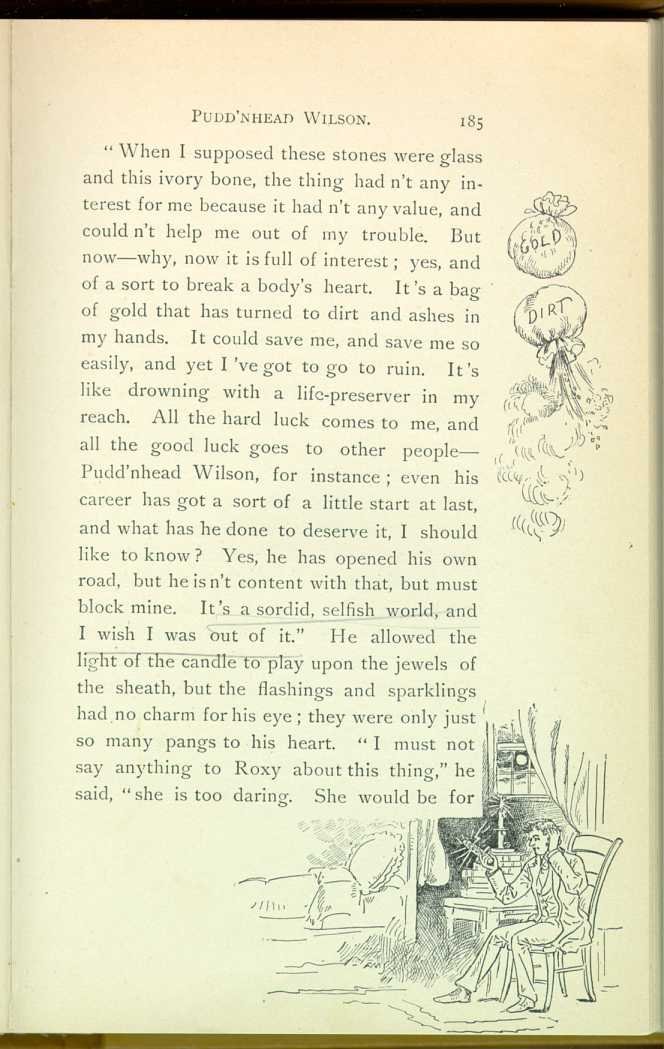 PUDD'NHEAD WILSON. 185
“ When I supposed these stones were glass
and this ivory bone, the thing had n't any in-
terest for me because it had n't any value, and
could n't help me out of my trouble. But
now—why, now it is full of interest ; yes, and
of a sort to break a body's heart. It 's a bag
of gold that has turned to dirt and ashes in
my hands. It could save me, and save me so
easily, and yet I 've got to go to ruin. It 's
like drowning with a life-preserver in my
reach. All the hard luck comes to me, and
all the good luck goes to other people—
Pudd'nhead Wilson, for instance ; even his
career has got a sort of a little start at last,
and what has he done to deserve it, I should
like to know ? Yes, he has opened his own
road, but he is n't content with that, but must
block mine. It 's a sordid, selfish world, and
I wish I was out of it.” He allowed the
light of the candle to play upon the jewels of
the sheath, but the flashings and sparklings
had no charm for his eye ; they were only just
so many pangs to his heart. “ I must not
say anything to Roxy about this thing,” he
said, “ she is too daring. She would be for
GOLD
DIRT